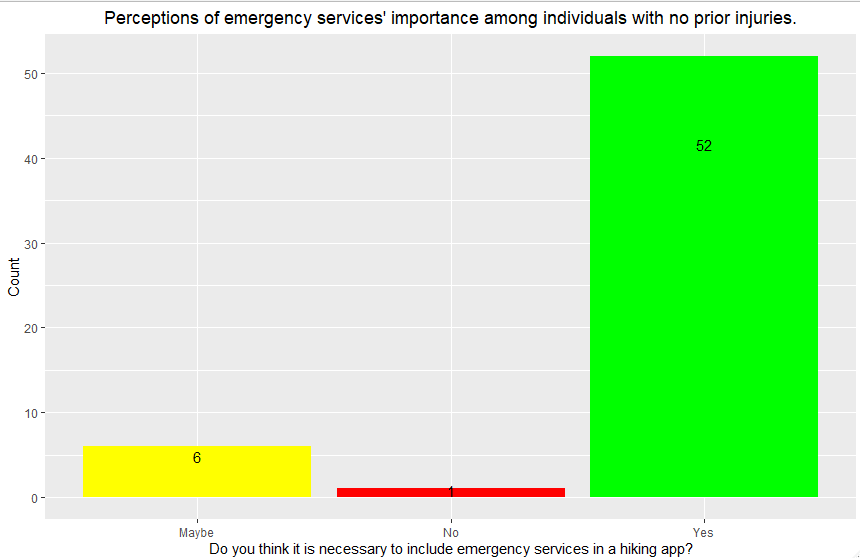 Perceptions of emergency services' importance among individuals with no prior injuries.
50
40
30
20
10
0
Count
52
6
1
Maybe
No
Yes
Do you think it is necessary to include emergency services in a hiking app?